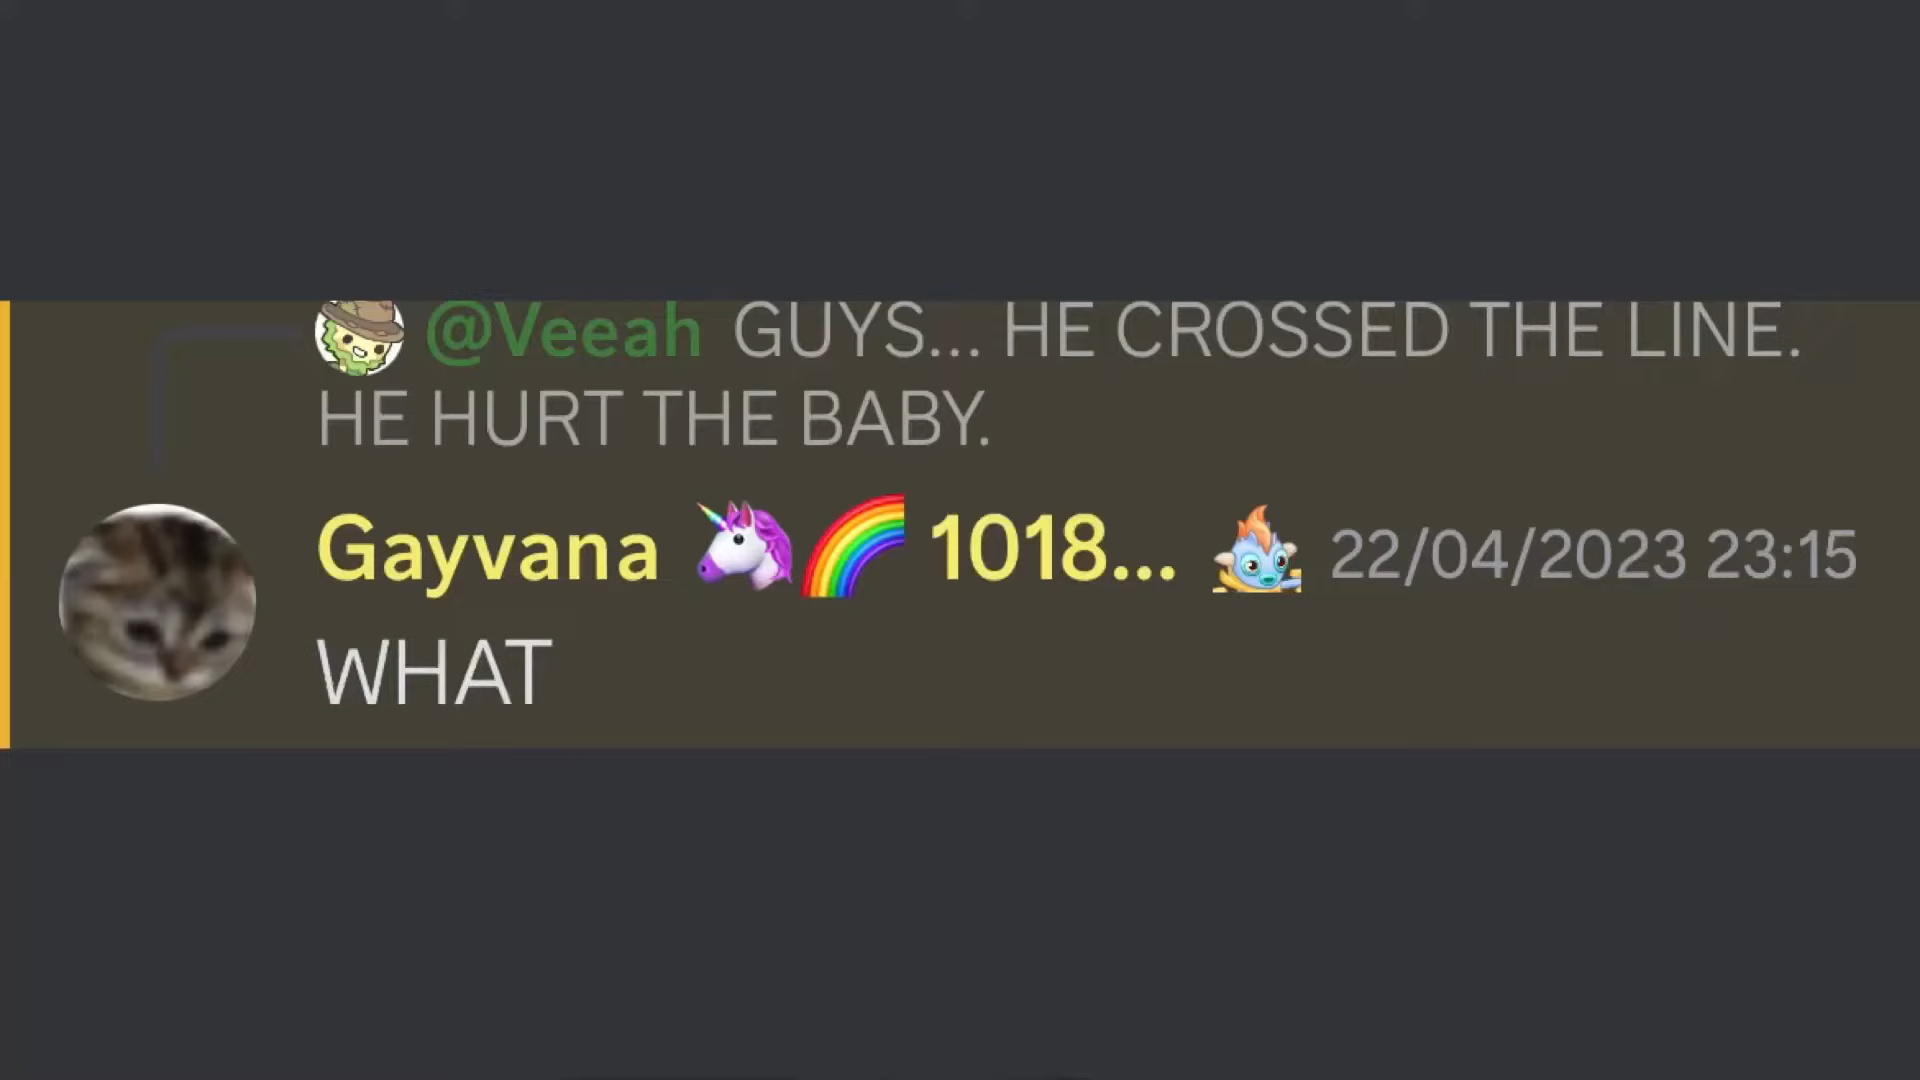 @Veeah GUYS... HE CROSSED THE LINE.
HE HURT THE BABY.
Gayvana 🦄🌈 1018... 22/04/2023 23:15
WHAT